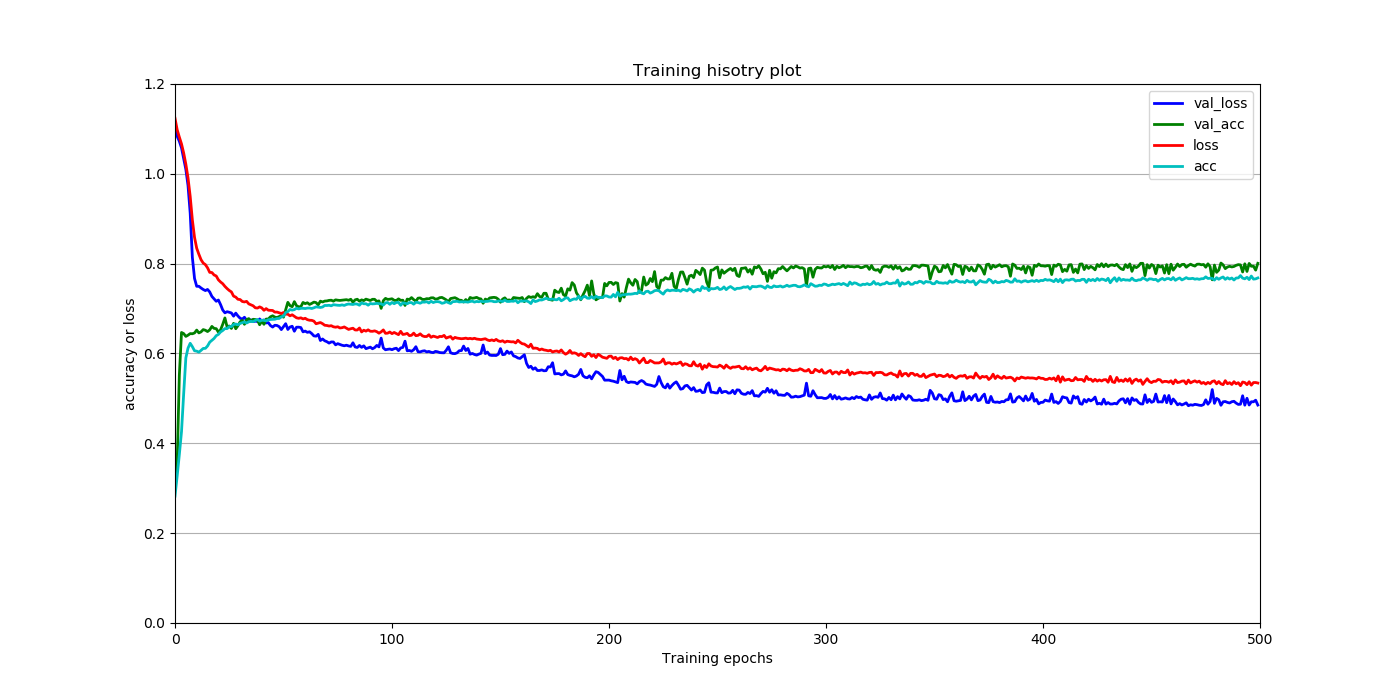 Training hisotry plot
1.2
1.0
0.8
0.6
0.4
0.2
0.0
accuracy or loss
val_loss
val_acc
loss
acc
0 100 200 300 400 500
Training epochs